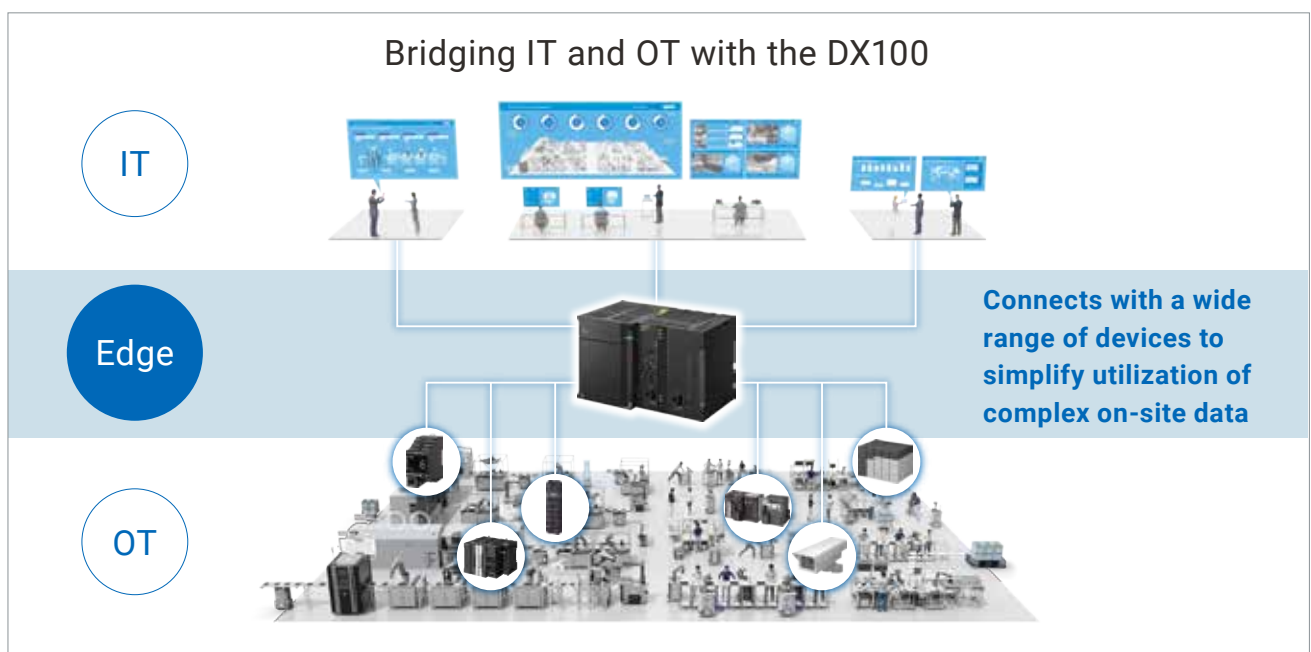 Bridging IT and OT with the DX100
IT
Edge
Connects with a wide
range of devices to
simplify utilization of
complex on-site data
OT